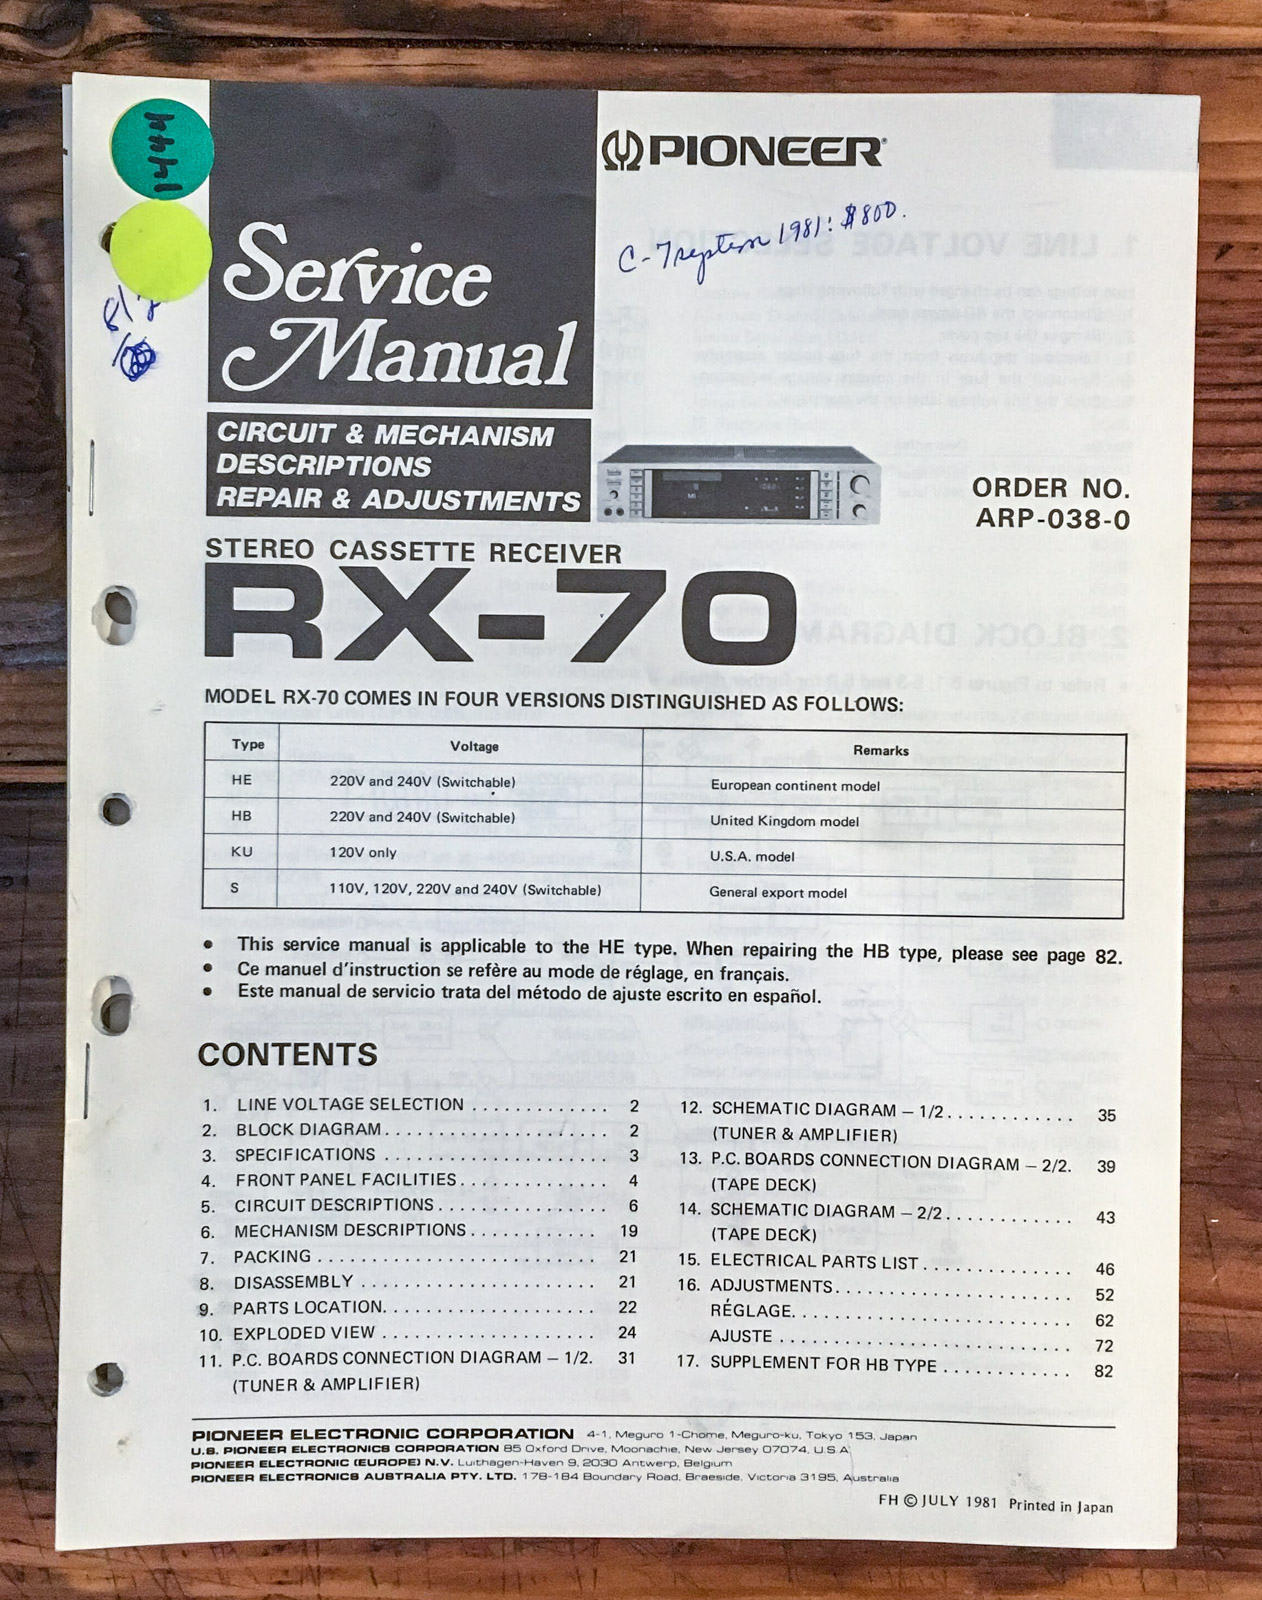 1444
PIONEER
C-7 septem 1981: $800.
Service
Manual
CIRCUIT & MECHANISM
DESCRIPTIONS
REPAIR & ADJUSTMENTS
ORDER NO.
ARP-038-0
STEREO CASSETTE RECEIVER
RX-70
MODEL RX-70 COMES IN FOUR VERSIONS DISTINGUISHED AS FOLLOWS:
Type Voltage Remarks
HE 220V and 240V (Switchable) European continent model
HB 220V and 240V (Switchable) United Kingdom model
KU 120V only U.S.A. model
S 110V, 120V, 220V and 240V (Switchable) General export model
● This service manual is applicable to the HE type. When repairing the HB type, please see page 82.
● Ce manuel d'instruction se refère au mode de réglage, en français.
● Este manual de servicio trata del método de ajuste escrito en español.
CONTENTS
1. LINE VOLTAGE SELECTION ............. 2
2. BLOCK DIAGRAM ..................... 2
3. SPECIFICATIONS ..................... 3
4. FRONT PANEL FACILITIES .............. 4
5. CIRCUIT DESCRIPTIONS ................ 6
6. MECHANISM DESCRIPTIONS ............ 19
7. PACKING .......................... 21
8. DISASSEMBLY ...................... 21
9. PARTS LOCATION .................... 22
10. EXPLODED VIEW .................... 24
11. P.C. BOARDS CONNECTION DIAGRAM – 1/2. 31
(TUNER & AMPLIFIER)
12. SCHEMATIC DIAGRAM – 1/2 ............ 35
(TUNER & AMPLIFIER)
13. P.C. BOARDS CONNECTION DIAGRAM – 2/2. 39
(TAPE DECK)
14. SCHEMATIC DIAGRAM – 2/2 ............ 43
(TAPE DECK)
15. ELECTRICAL PARTS LIST .............. 46
16. ADJUSTMENTS ...................... 52
RÉGLAGE .......................... 62
AJUSTE ........................... 72
17. SUPPLEMENT FOR HB TYPE ............ 82
PIONEER ELECTRONIC CORPORATION 4-1, Meguro 1-Chome, Meguro-ku, Tokyo 153, Japan
U.S. PIONEER ELECTRONICS CORPORATION 85 Oxford Drive, Moonachie, New Jersey 07074, U.S.A.
PIONEER ELECTRONIC (EUROPE) N.V. Luithagen-Haven 9, 2030 Antwerp, Belgium
PIONEER ELECTRONICS AUSTRALIA PTY. LTD. 178-184 Boundary Road, Braeside, Victoria 3195, Australia
FH © JULY 1981 Printed in Japan